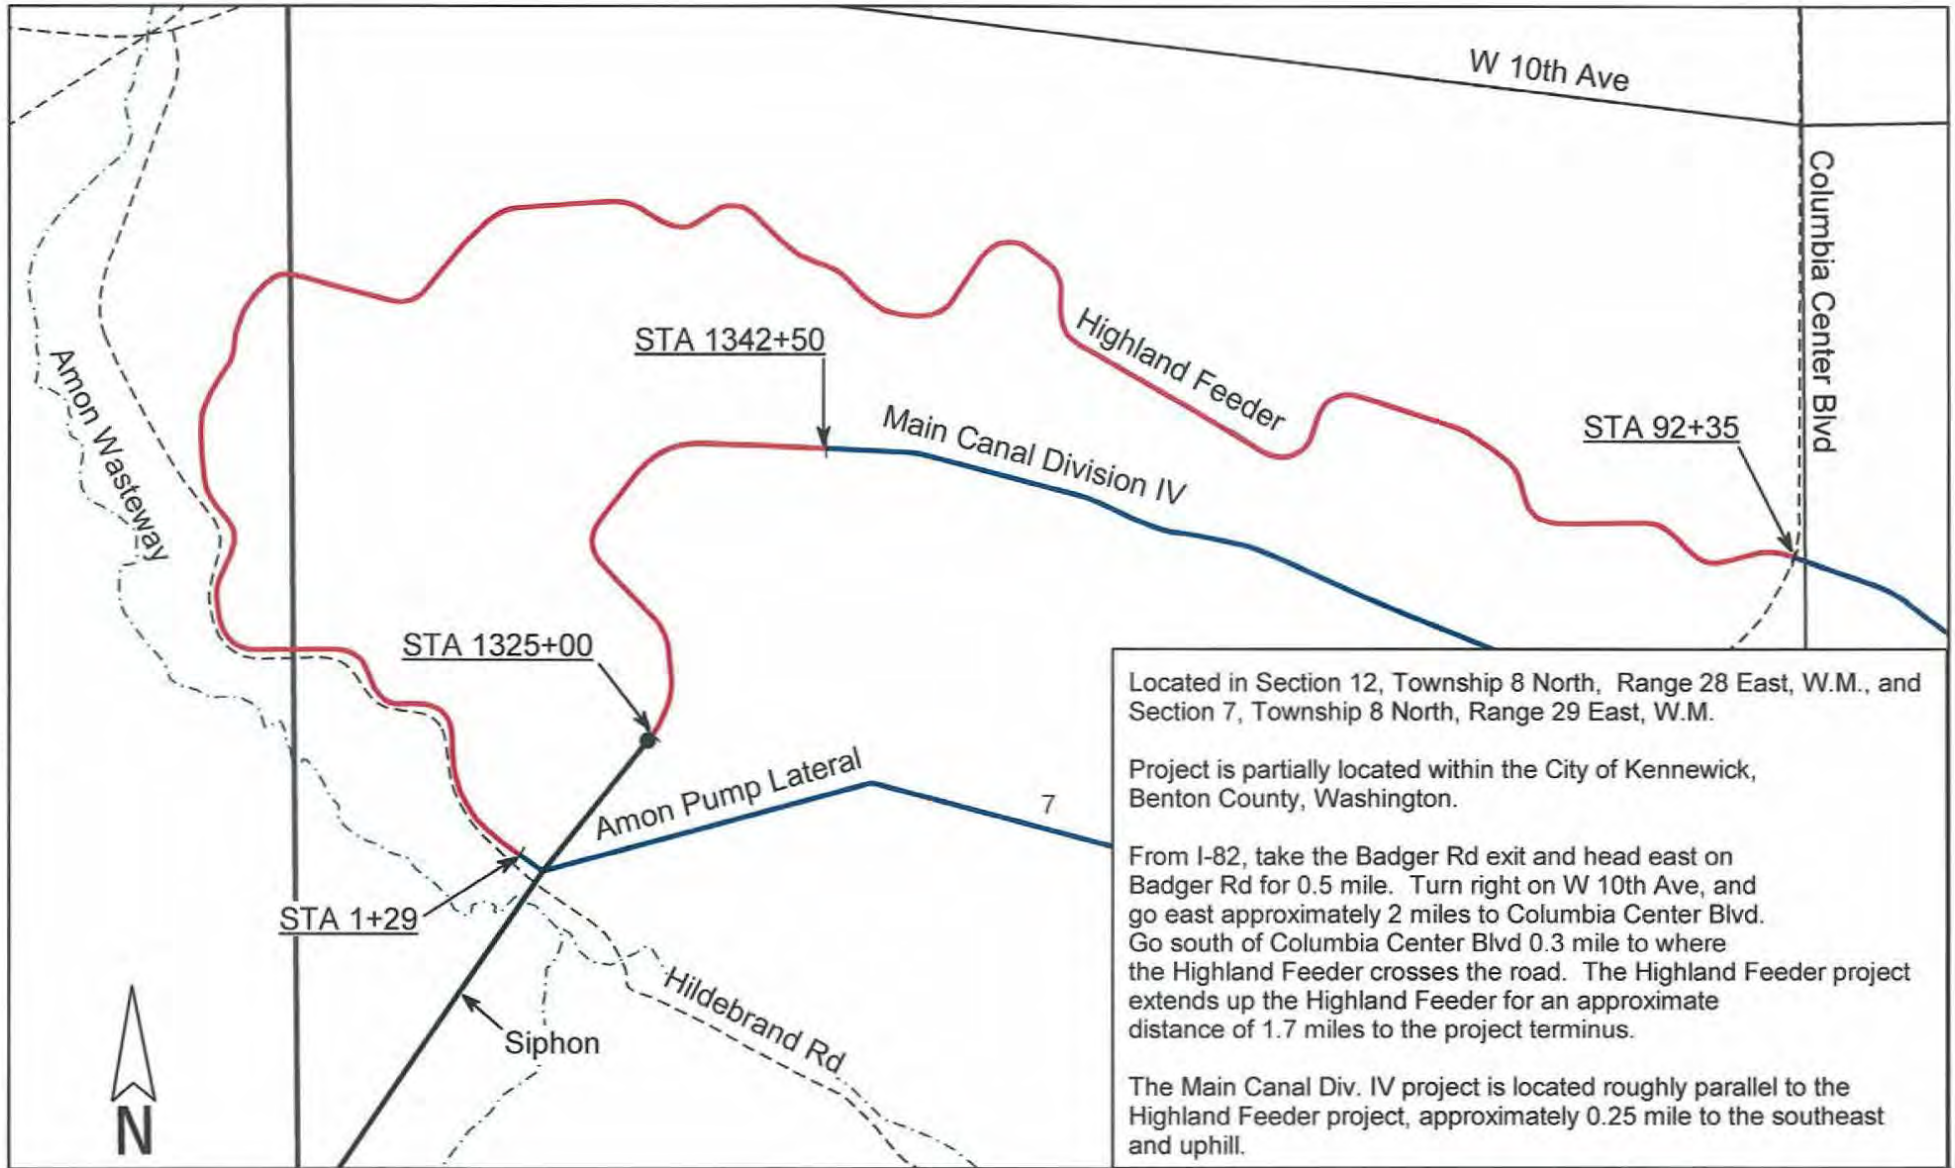 W 10th Ave
Columbia Center Blvd
STA 1342+50
Highland Feeder
Amon Wasteway
Main Canal Division IV
STA 92+35
STA 1325+00
Amon Pump Lateral
7
STA 1+29
Hildebrand Rd
Siphon
N
Located in Section 12, Township 8 North, Range 28 East, W.M., and
Section 7, Township 8 North, Range 29 East, W.M.
Project is partially located within the City of Kennewick,
Benton County, Washington.
From I-82, take the Badger Rd exit and head east on
Badger Rd for 0.5 mile. Turn right on W 10th Ave, and
go east approximately 2 miles to Columbia Center Blvd.
Go south of Columbia Center Blvd 0.3 mile to where
the Highland Feeder crosses the road. The Highland Feeder project
extends up the Highland Feeder for an approximate
distance of 1.7 miles to the project terminus.
The Main Canal Div. IV project is located roughly parallel to the
Highland Feeder project, approximately 0.25 mile to the southeast
and uphill.